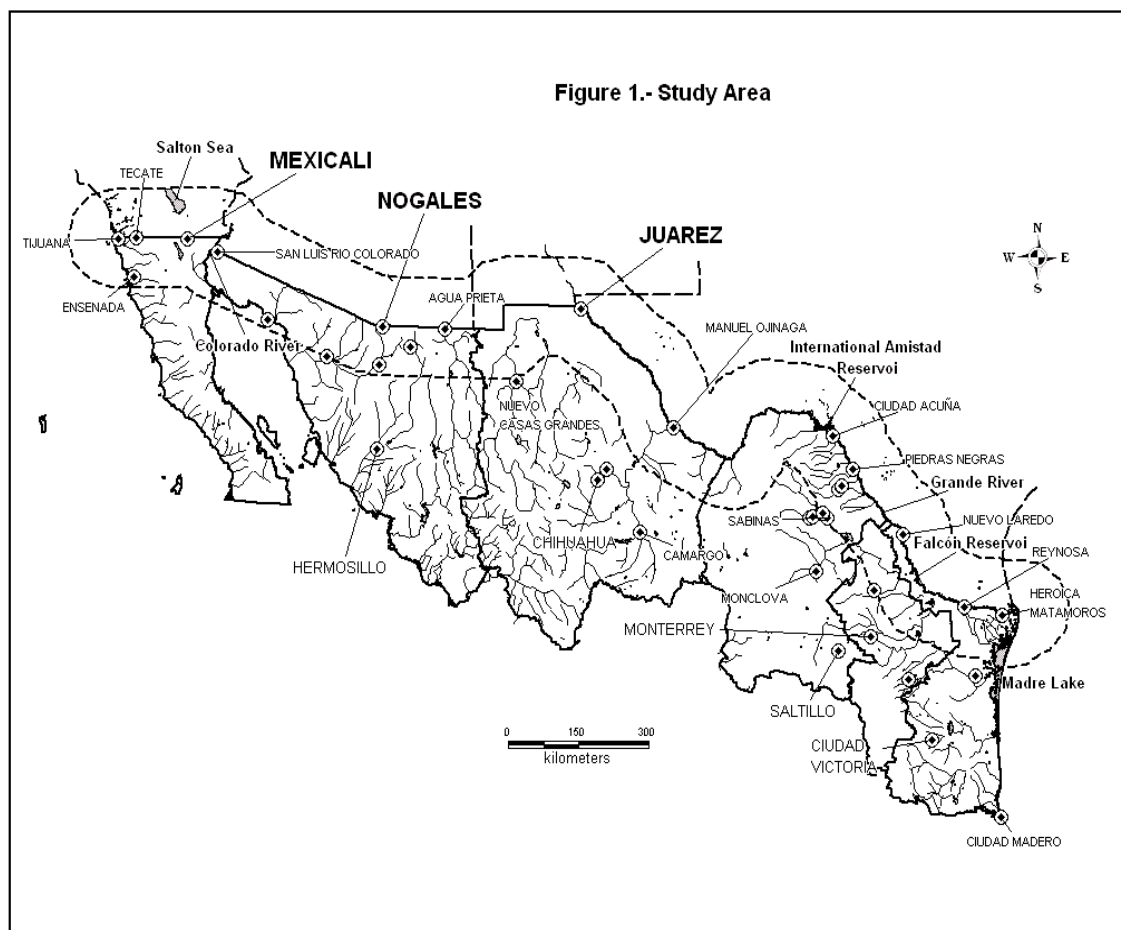 Figure 1.- Study Area
Salton Sea
TECATE
MEXICALI
NOGALES
TIJUANA
SAN LUIS RIO COLORADO
JUAREZ
N
W
E
S
ENSENADA
AGUA PRIETA
Colorado River
MANUEL OJINAGA
International Amistad
Reservoi
CIUDAD ACUÑA
NUEVO
CASAS GRANDES
PIEDRAS NEGRAS
Grande River
SABINAS
NUEVO LAREDO
Falcón Reservoi
CHIHUAHUA
CAMARGO
REYNOSA
HERMOSILLO
HEROICA
MATAMOROS
MONCLOVA
MONTERREY
Madre Lake
SALTILLO
CIUDAD
VICTORIA
0 150 300
kilometers
CIUDAD MADERO